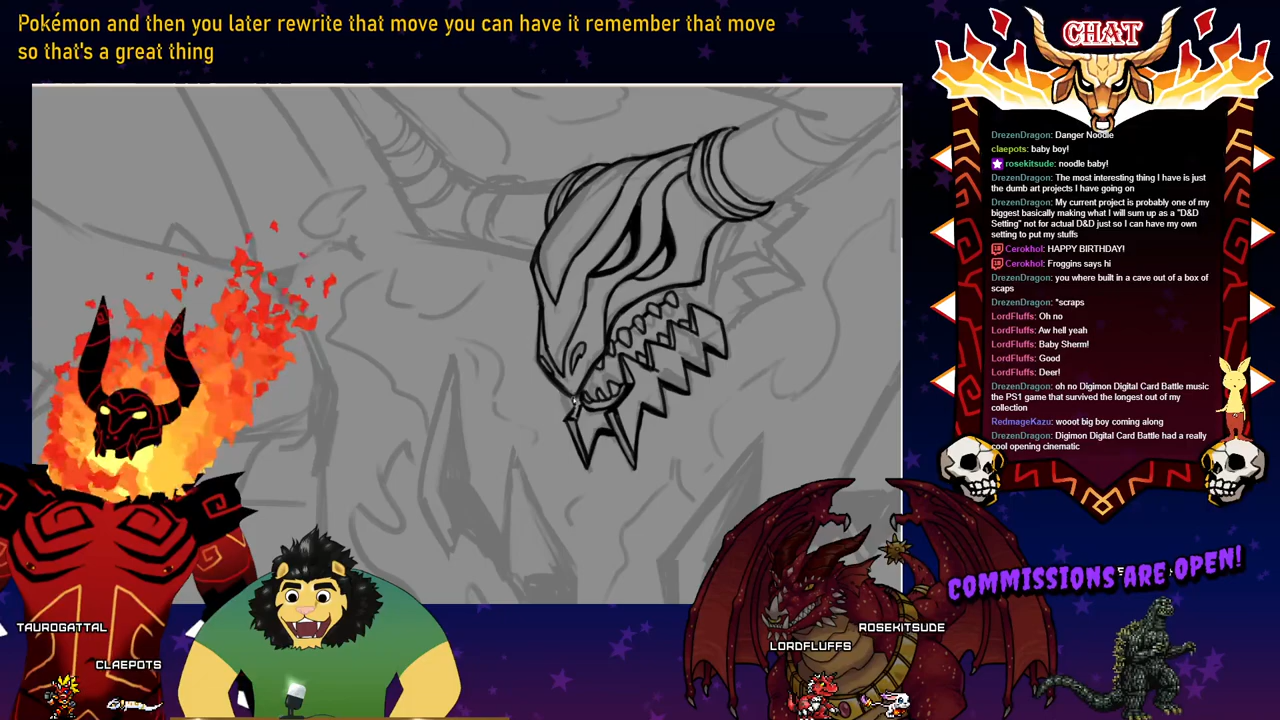 Pokémon and then you later rewrite that move you can have it remember that move
so that's a great thing
CHAT
DrezenDragon: Danger Noodle
claepots: baby boy!
rosekitsude: noodle baby!
DrezenDragon: The most interesting thing I have is just
the dumb art projects I have going on
DrezenDragon: My current project is probably one of my
biggest basically making what I will sum up as a "D&D
Setting" not for actual D&D just so I can have my own
setting to put my stuffs
Cerokhol: HAPPY BIRTHDAY!
Cerokhol: Froggins says hi
DrezenDragon: you where built in a cave out of a box of
scaps
DrezenDragon: *scraps
LordFluffs: Oh no
LordFluffs: Aw hell yeah
LordFluffs: Baby Sherm!
LordFluffs: Good
LordFluffs: Deer!
DrezenDragon: oh no Digimon Digital Card Battle music
the PS1 game that survived the longest out of my
collection
RedmageKazu: wooot big boy coming along
DrezenDragon: Digimon Digital Card Battle had a really
cool opening cinematic
COMMISSIONS ARE OPEN!
TAUROGATTAL
ROSEKITSUDE
LORDFLUFFS
CLAEPOTS